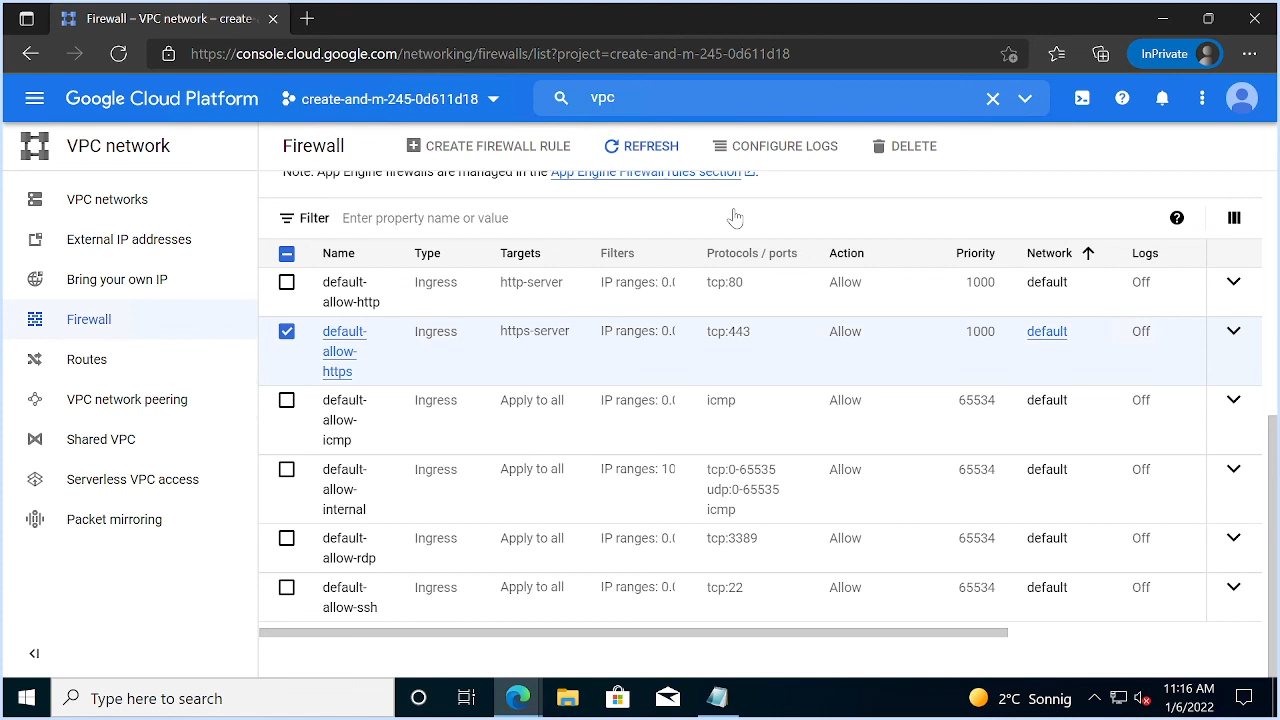 Firewall – VPC network – create-
https://console.cloud.google.com/networking/firewalls/list?project=create-and-m-245-0d611d18
InPrivate
Google Cloud Platform
create-and-m-245-0d611d18
vpc
VPC network
Firewall
CREATE FIREWALL RULE
REFRESH
CONFIGURE LOGS
DELETE
Note: App Engine firewalls are managed in the App Engine Firewall rules section.
VPC networks
External IP addresses
Bring your own IP
Firewall
Routes
VPC network peering
Shared VPC
Serverless VPC access
Packet mirroring
Filter Enter property name or value
Name Type Targets Filters Protocols / ports Action Priority Network Logs
default- Ingress http-server IP ranges: 0.0 tcp:80 Allow 1000 default Off
allow-http
default- Ingress https-server IP ranges: 0.0 tcp:443 Allow 1000 default Off
allow-
https
default- Ingress Apply to all IP ranges: 0.0 icmp Allow 65534 default Off
allow-
icmp
default- Ingress Apply to all IP ranges: 10 tcp:0-65535 Allow 65534 default Off
allow- udp:0-65535
internal icmp
default- Ingress Apply to all IP ranges: 0.0 tcp:3389 Allow 65534 default Off
allow-rdp
default- Ingress Apply to all IP ranges: 0.0 tcp:22 Allow 65534 default Off
allow-ssh
Type here to search
2°C Sonnig
11:16 AM
1/6/2022